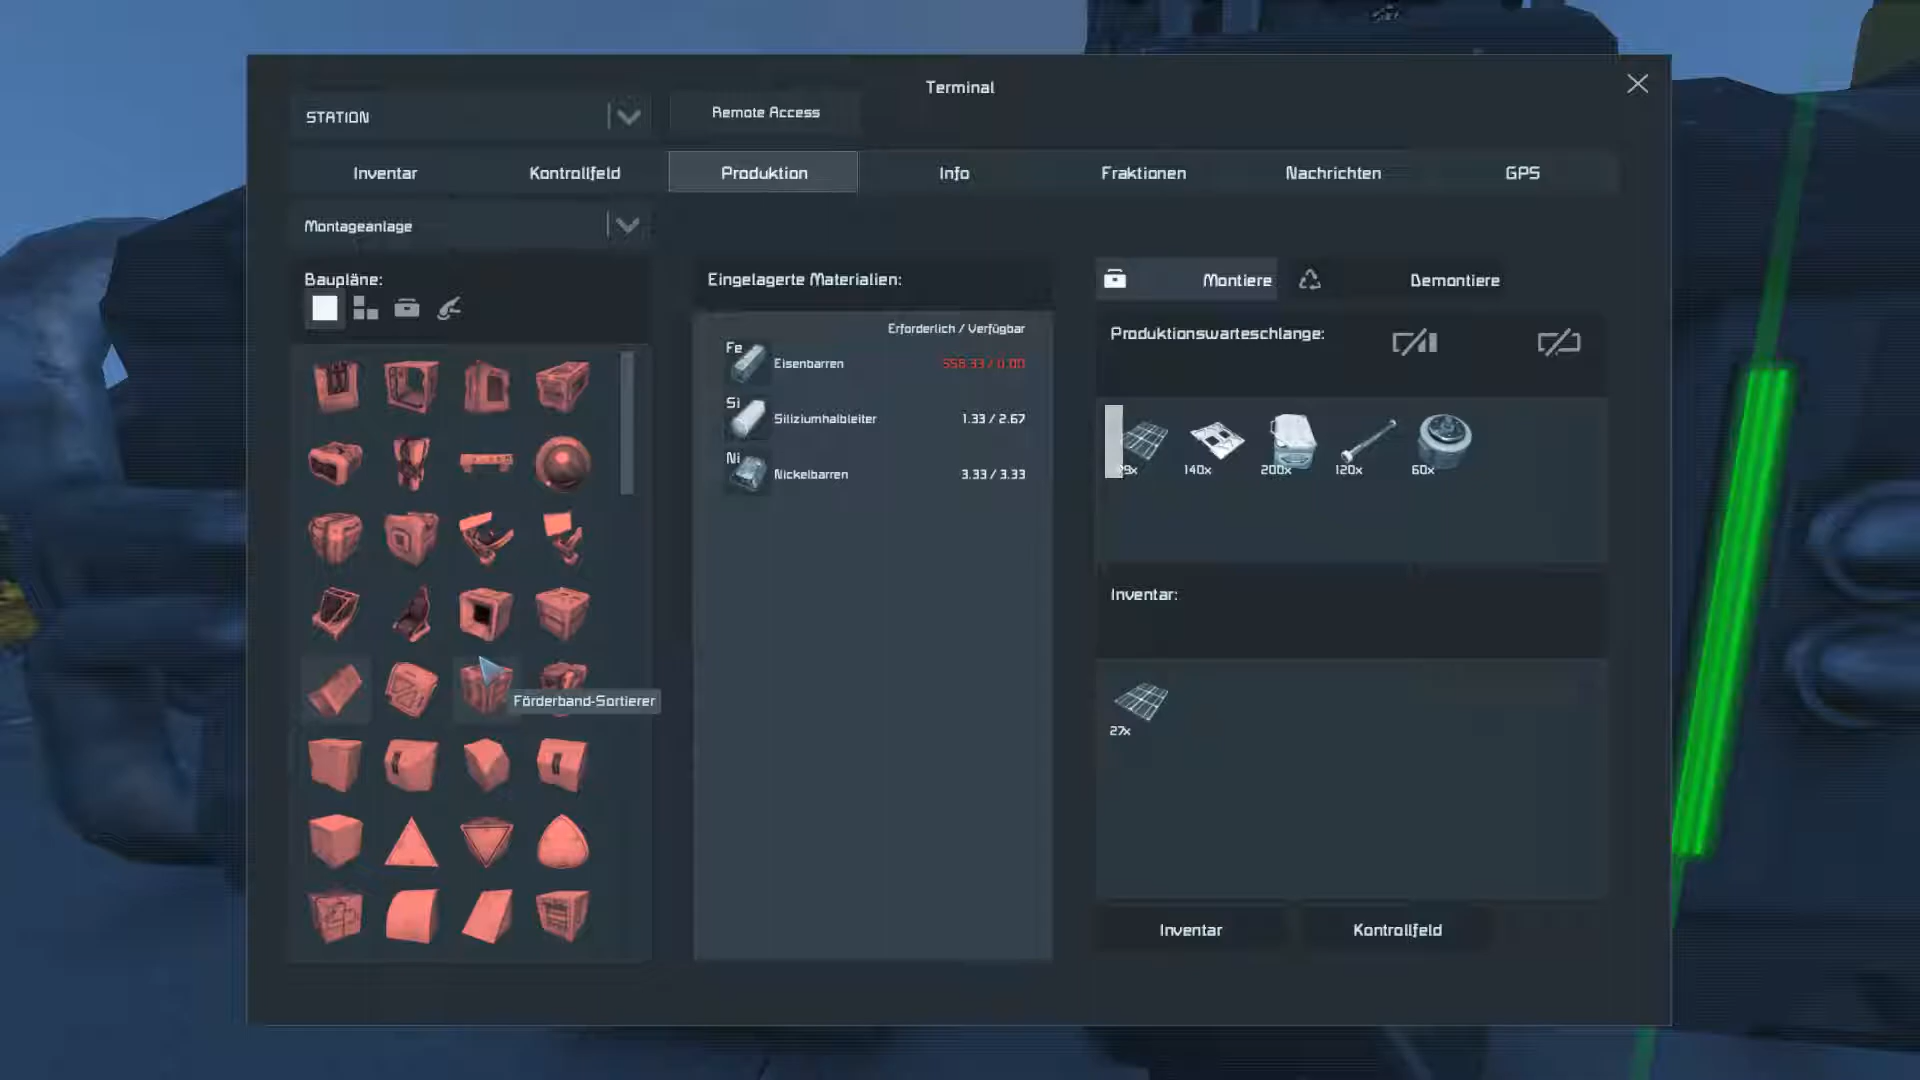 Terminal
STATION
Remote Access
Inventar
Kontrollfeld
Produktion
Info
Fraktionen
Nachrichten
GPS
Montageanlage
Baupläne:
Förderband-Sortierer
Eingelagerte Materialien:
Erforderlich / Verfügbar
Fe
Eisenbarren
558.33 / 0.00
Si
Siliziumhalbleiter
1.33 / 2.67
Ni
Nickelbarren
3.33 / 3.33
Montiere
Demontiere
Produktionswarteschlange:
140x
200x
120x
60x
Inventar:
27x
Inventar
Kontrollfeld